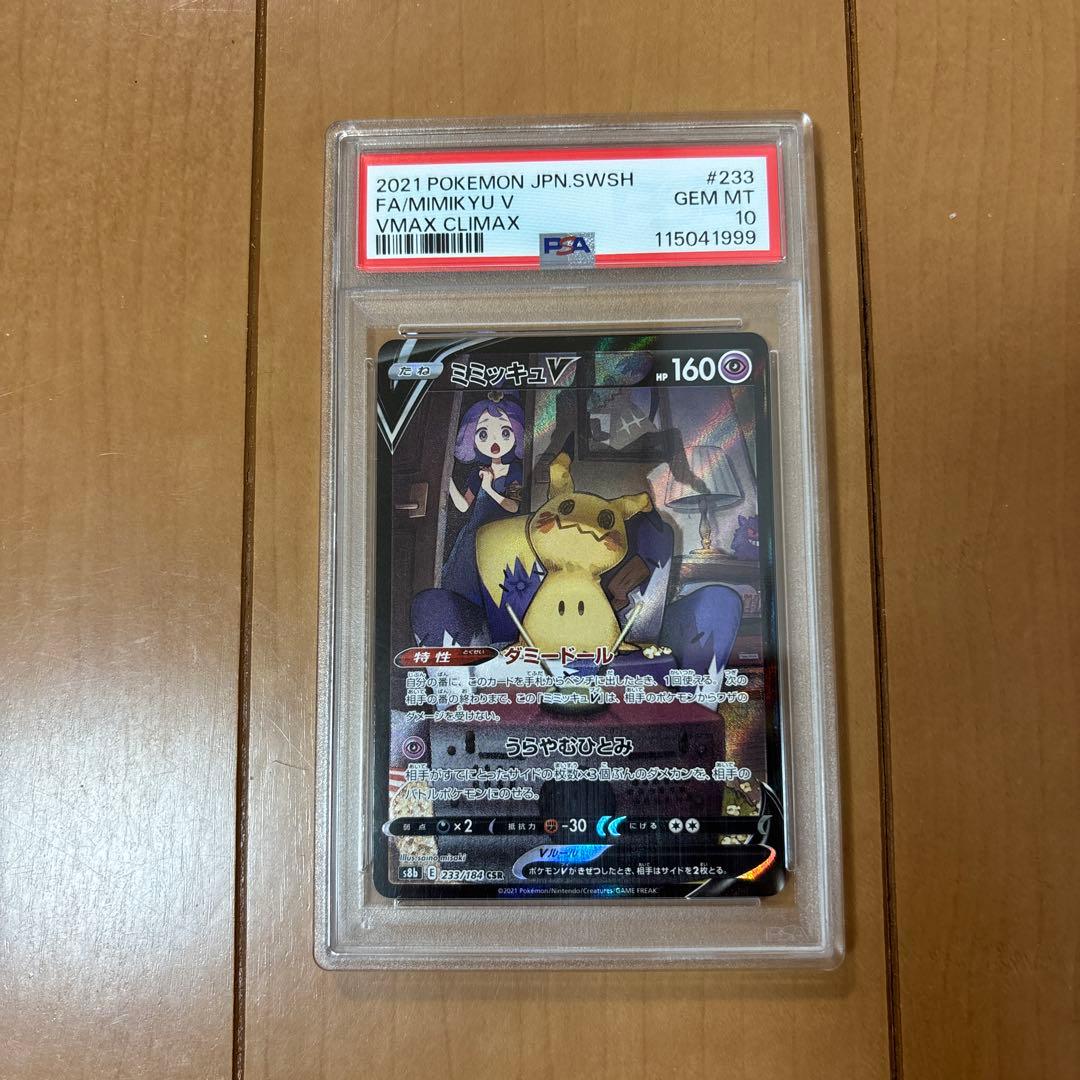 2021 POKEMON JPN.SWSH #233
FA/MIMIKYU V GEM MT
VMAX CLIMAX 10
PSA 115041999
たね ミミッキュV HP 160
特性 とくせい ダミードール
自分の番に、このカードを手札からベンチに出したとき、1回使える。次の
相手の番の終わりまで、この「ミミッキュV」は、相手のポケモンからワザの
ダメージを受けない。
うらやむひとみ
相手がすでにとったサイドの枚数×3個ぶんのダメカンを、相手の
バトルポケモンにのせる。
弱点 ×2 抵抗力 -30 にげる
Illus. saino misaki
Vルール
s8b E 233/184 CSR
ポケモンVがきぜつしたとき、相手はサイドを2枚とる。
©2021 Pokémon/Nintendo/Creatures/GAME FREAK.
PSA